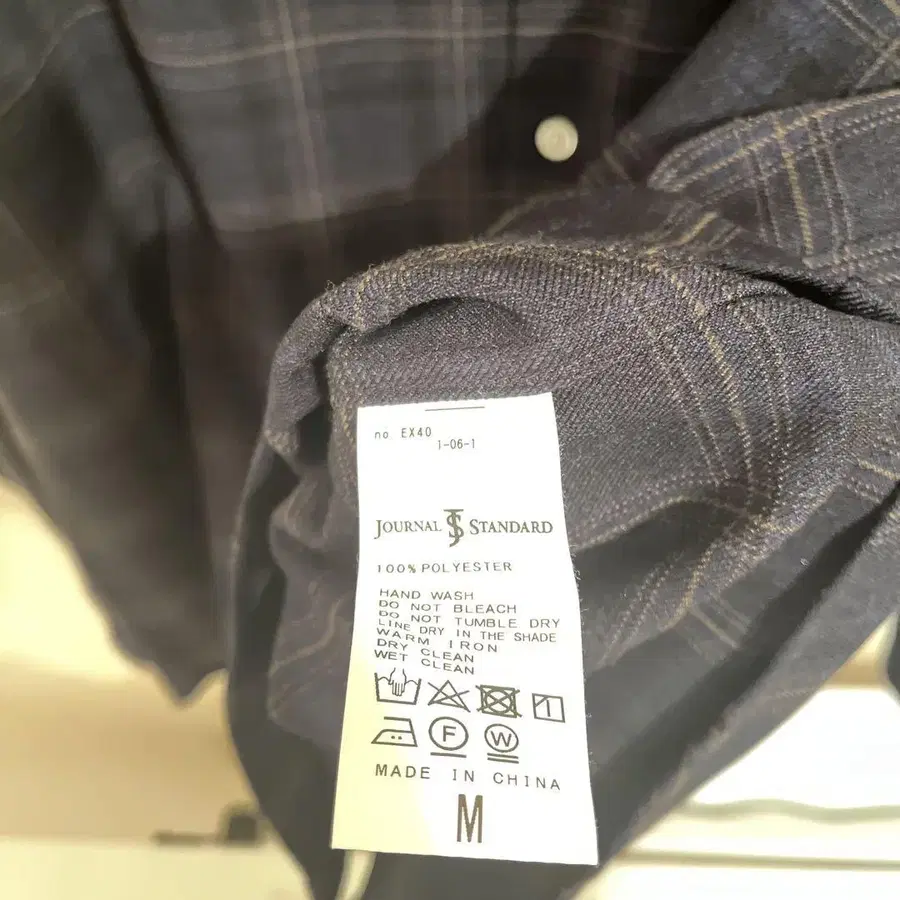 no EX40
1-06-1
JOURNAL JS STANDARD
100% POLYESTER
HAND WASH
DO NOT BLEACH
DO NOT TUMBLE DRY
LINE DRY IN THE SHADE
WARM IRON
DRY CLEAN
WET CLEAN
F W
MADE IN CHINA
M